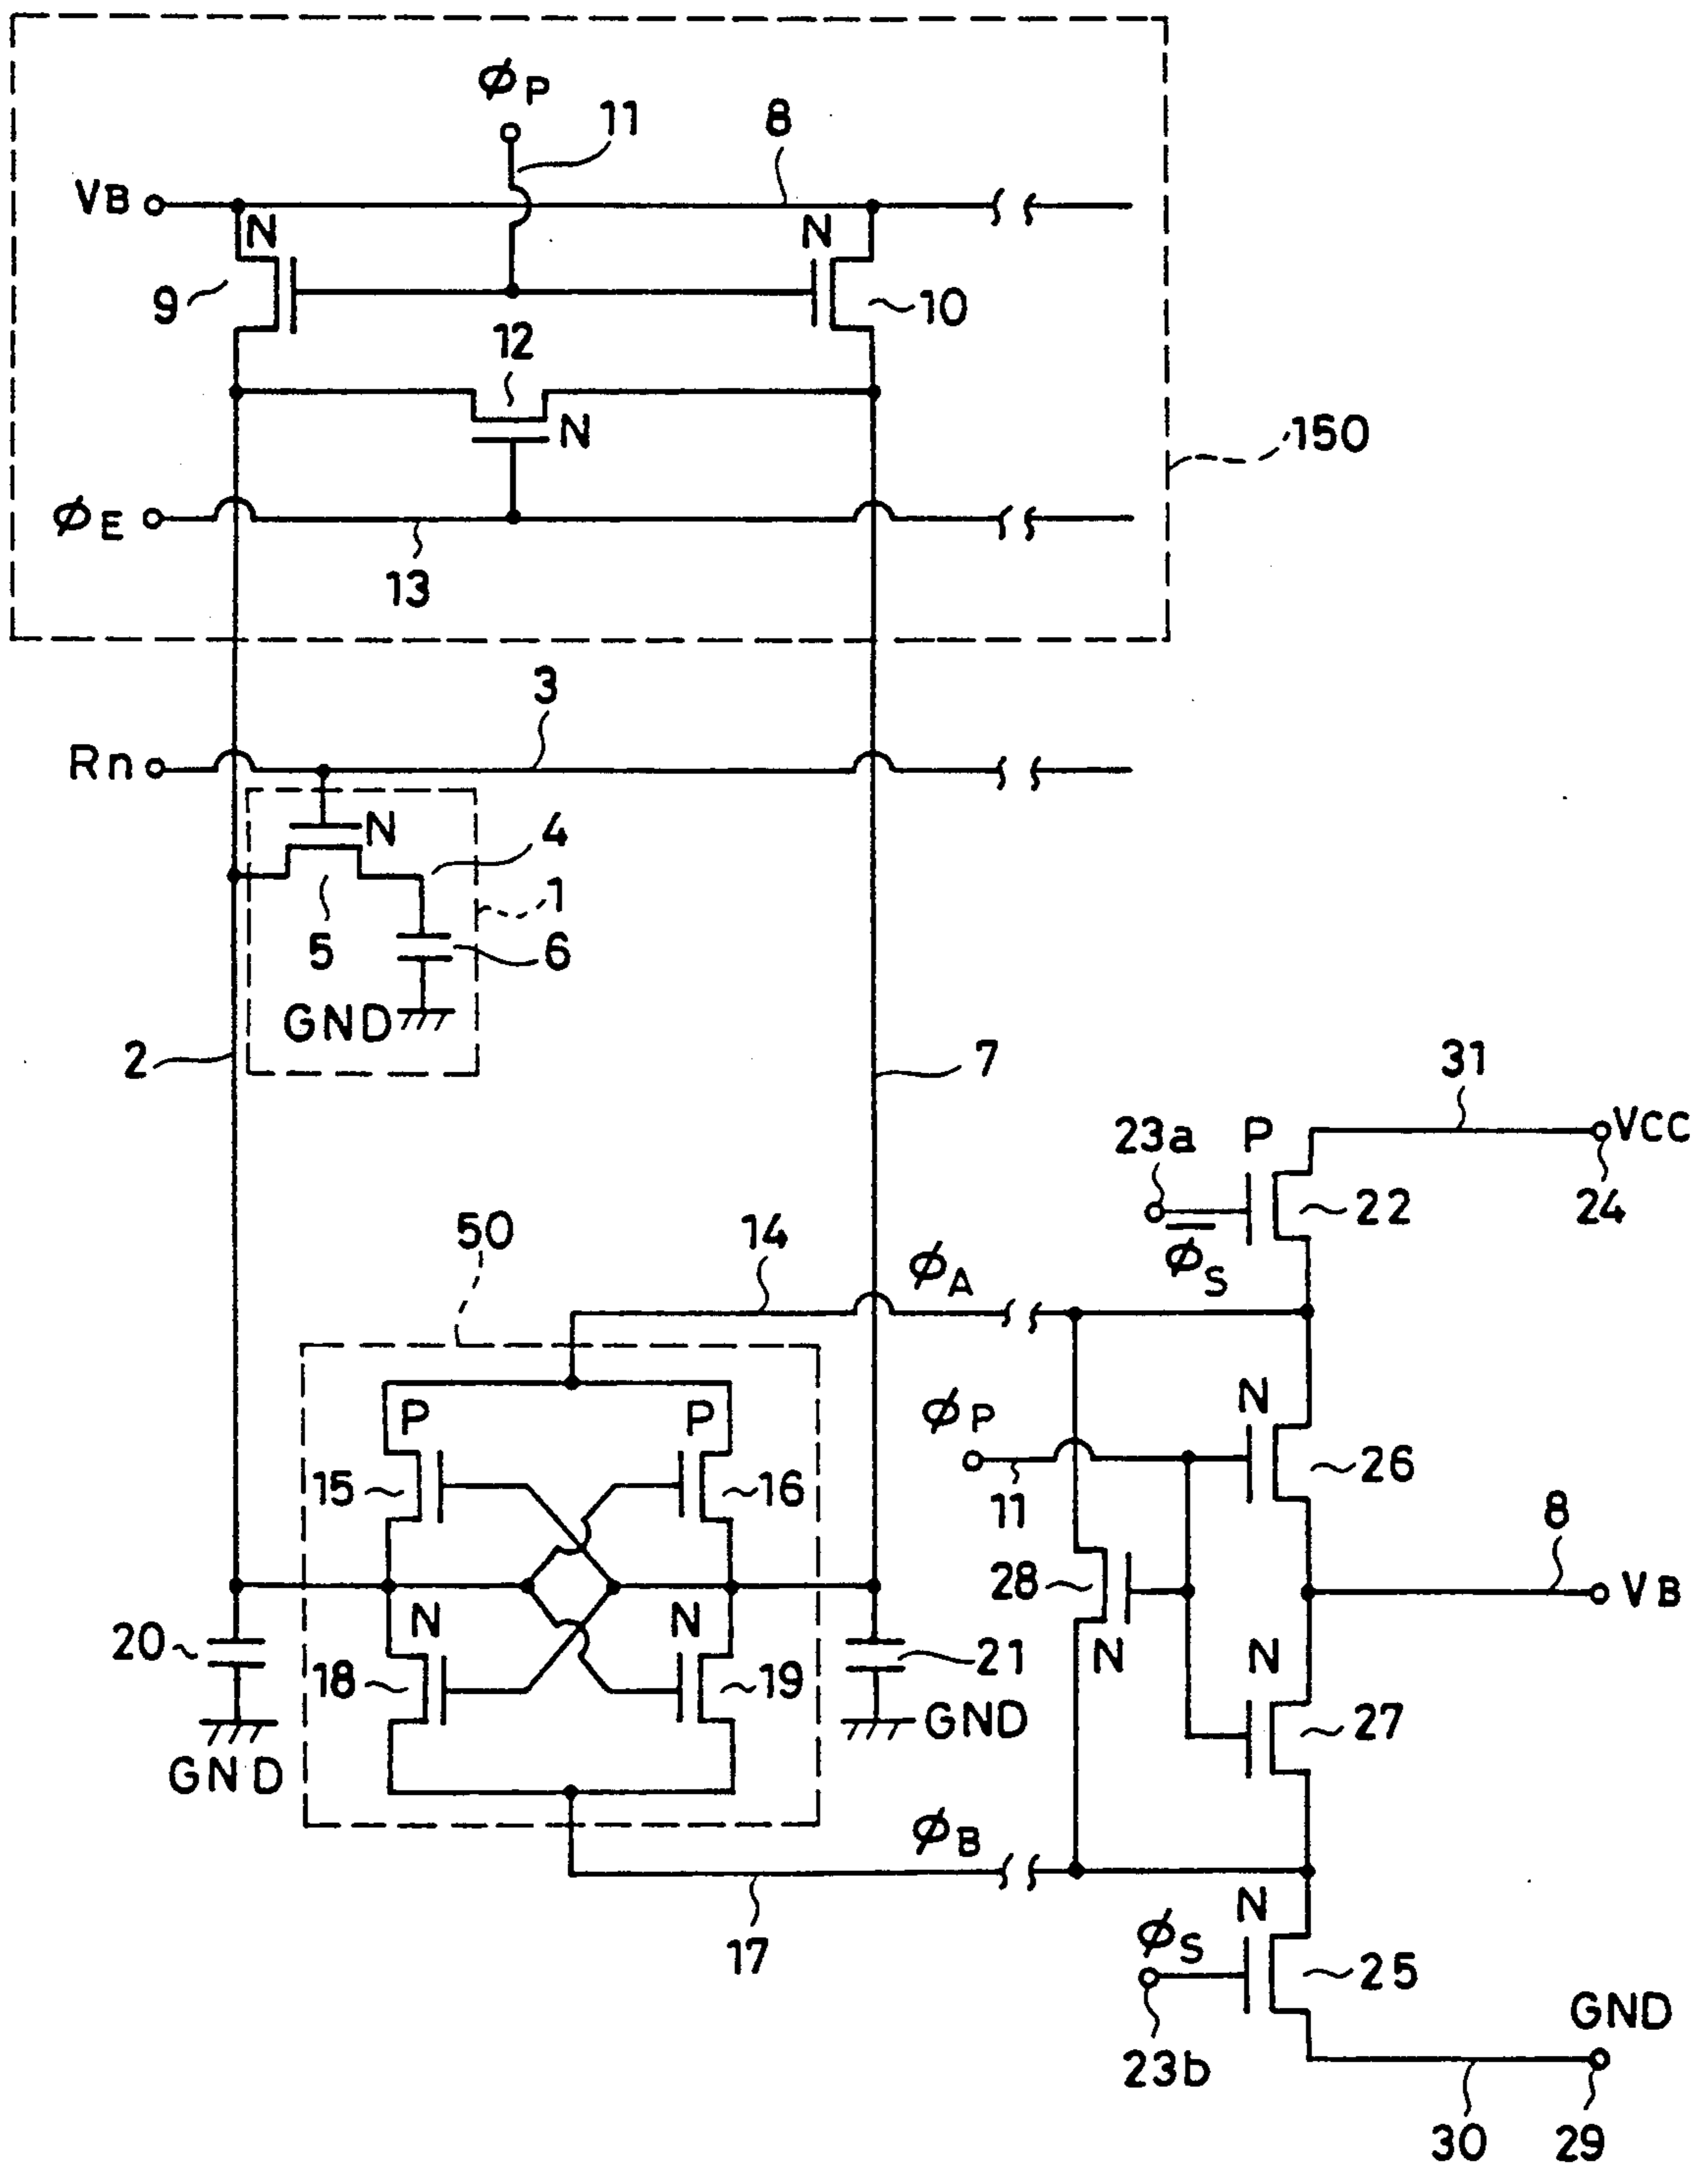 ϕP
11
8
VB
N
N
9
10
12
N
150
ϕE
13
3
Rn
N
4
1
5
6
GND
2
7
31
23a
P
VCC
22
24
ϕS
50
14
ϕA
P
P
ϕP
N
15
16
26
11
8
28
VB
N
N
N
N
20
18
19
21
GND
27
GND
ϕB
N
17
ϕS
25
GND
23b
30
29